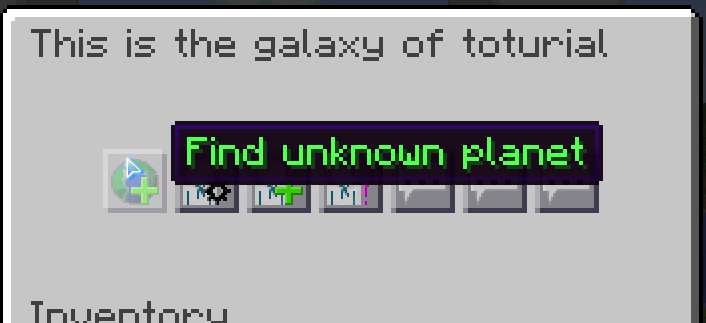 This is the galaxy of toturial
Find unknown planet
Inventory